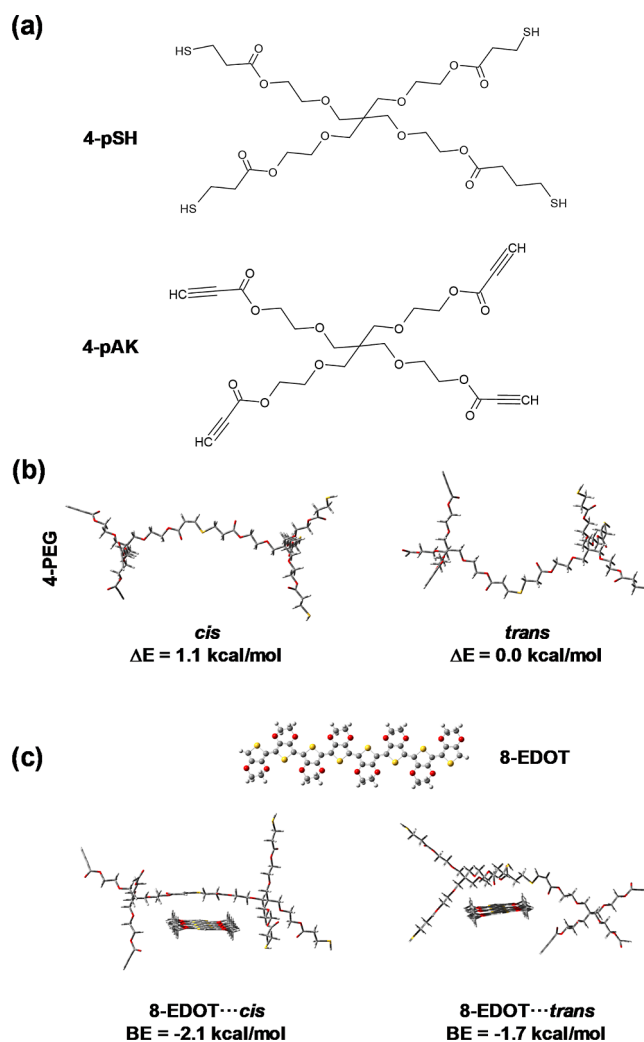 (a)
SH
O
HS
O
O O
O O
4-pSH
O O
O O
O
O
HS SH
CH
O
HC O
O O
O O
4-pAK
O O
O O
O CH
O
HC
(b)
4-PEG
cis trans
ΔE = 1.1 kcal/mol ΔE = 0.0 kcal/mol
(c)
8-EDOT
8-EDOT···cis 8-EDOT···trans
BE = -2.1 kcal/mol BE = -1.7 kcal/mol